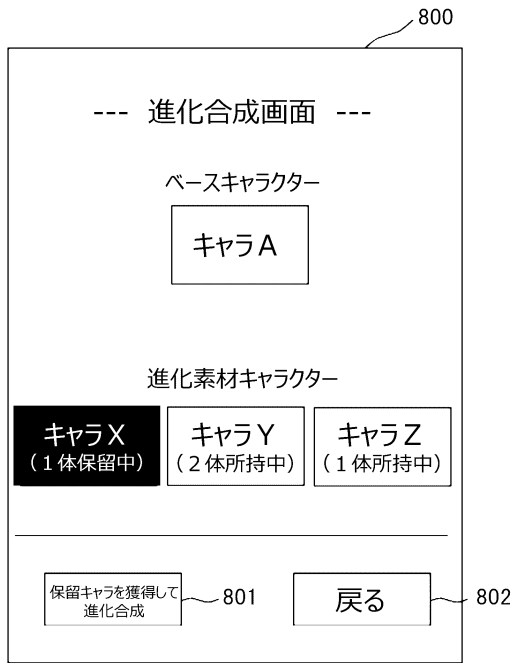 800
--- 進化合成画面 ---
ベースキャラクター
キャラA
進化素材キャラクター
キャラX
（１体保留中）
キャラY
（２体所持中）
キャラZ
（１体所持中）
保留キャラを獲得して
進化合成
801
戻る
802